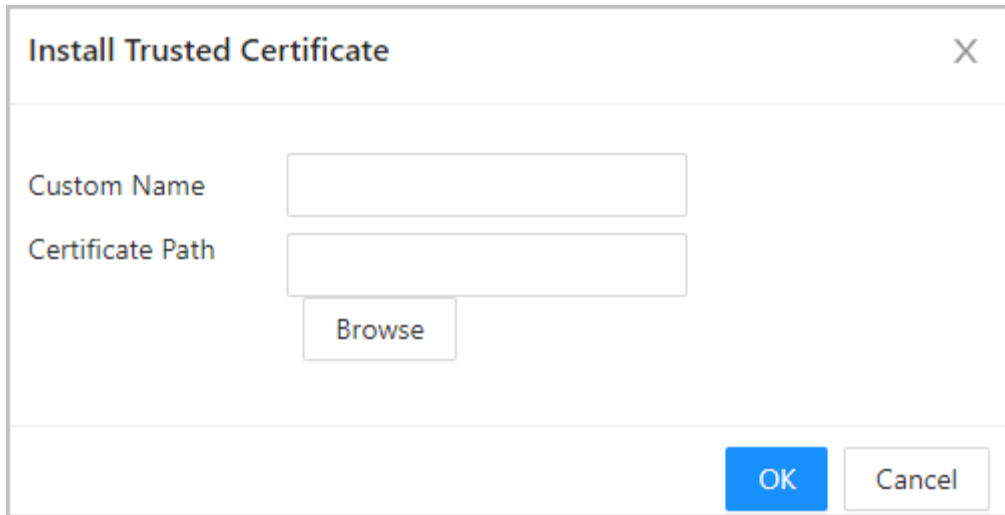 Install Trusted Certificate X
Custom Name
Certificate Path
Browse
OK Cancel